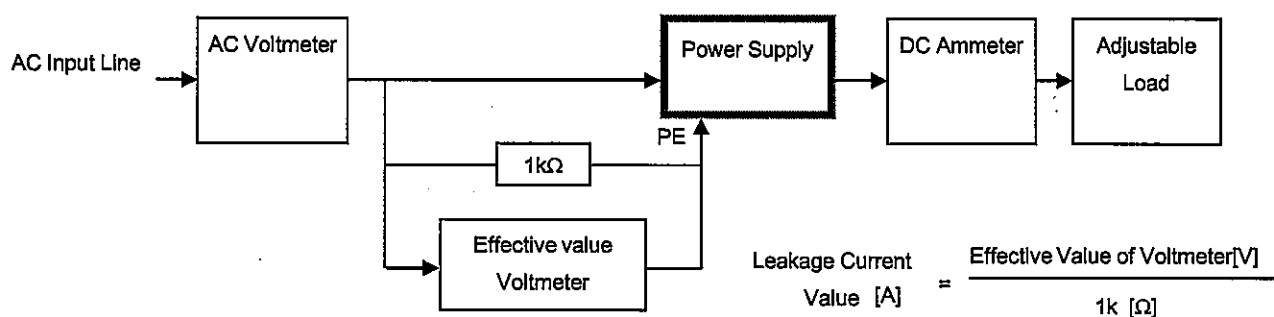 AC Input Line
AC Voltmeter
Power Supply
DC Ammeter
Adjustable
Load
PE
1kΩ
Effective value
Voltmeter
Leakage Current
Value [A]
=
Effective Value of Voltmeter[V]
1k [Ω]